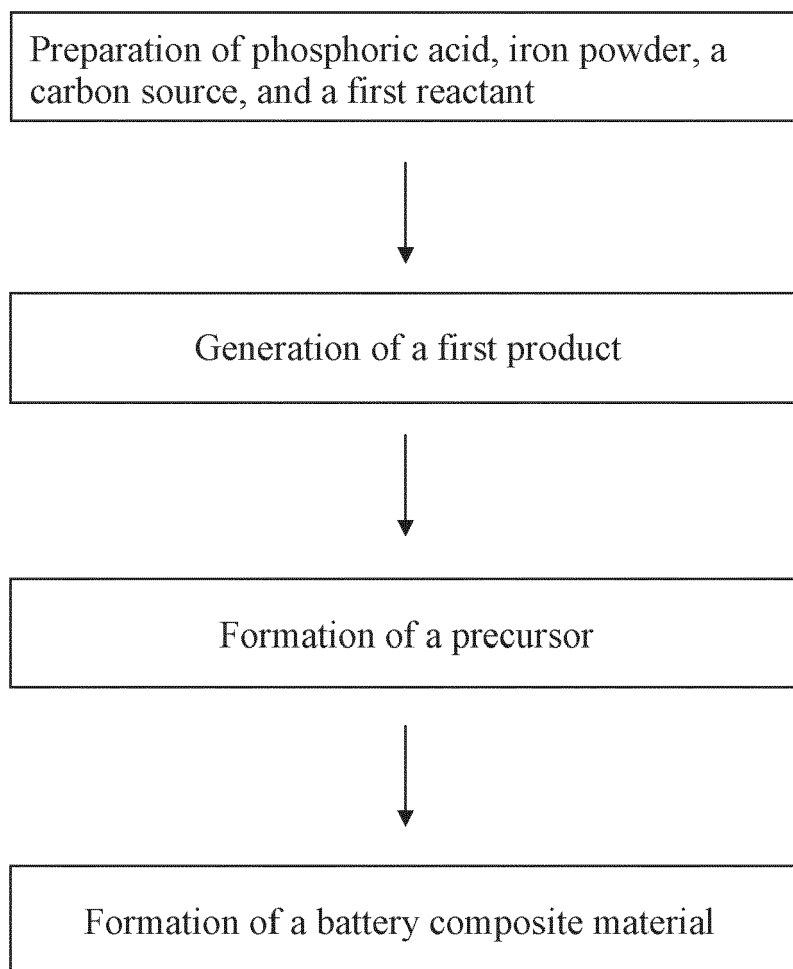 Preparation of phosphoric acid, iron powder, a
carbon source, and a first reactant
Generation of a first product
Formation of a precursor
Formation of a battery composite material